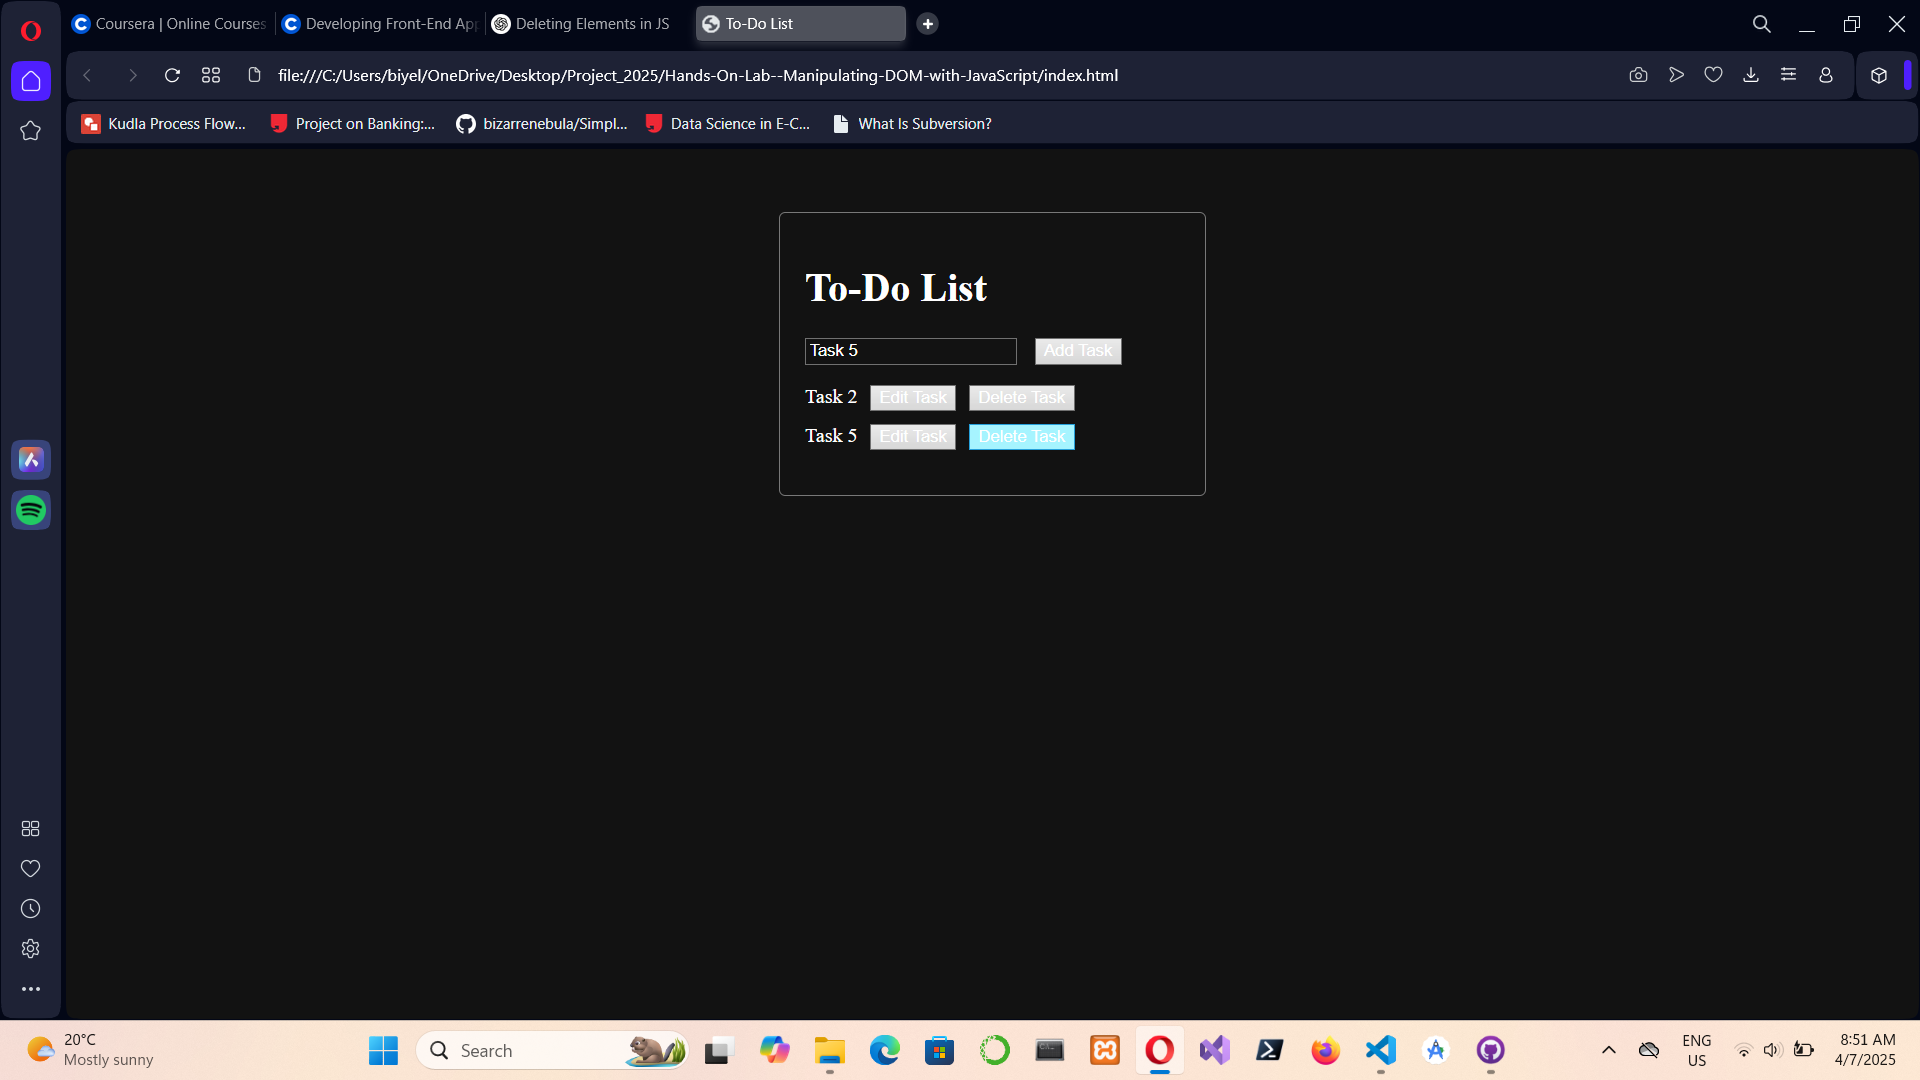 Coursera | Online Courses
Developing Front-End Ap
Deleting Elements in JS
To-Do List
file:///C:/Users/biyel/OneDrive/Desktop/Project_2025/Hands-On-Lab--Manipulating-DOM-with-JavaScript/index.html
Kudla Process Flow...
Project on Banking:...
bizarrenebula/Simpl...
Data Science in E-C...
What Is Subversion?
To-Do List
Task 5
Add Task
Task 2
Edit Task
Delete Task
Task 5
Edit Task
Delete Task
20°C
Mostly sunny
Search
ENG
US
8:51 AM
4/7/2025